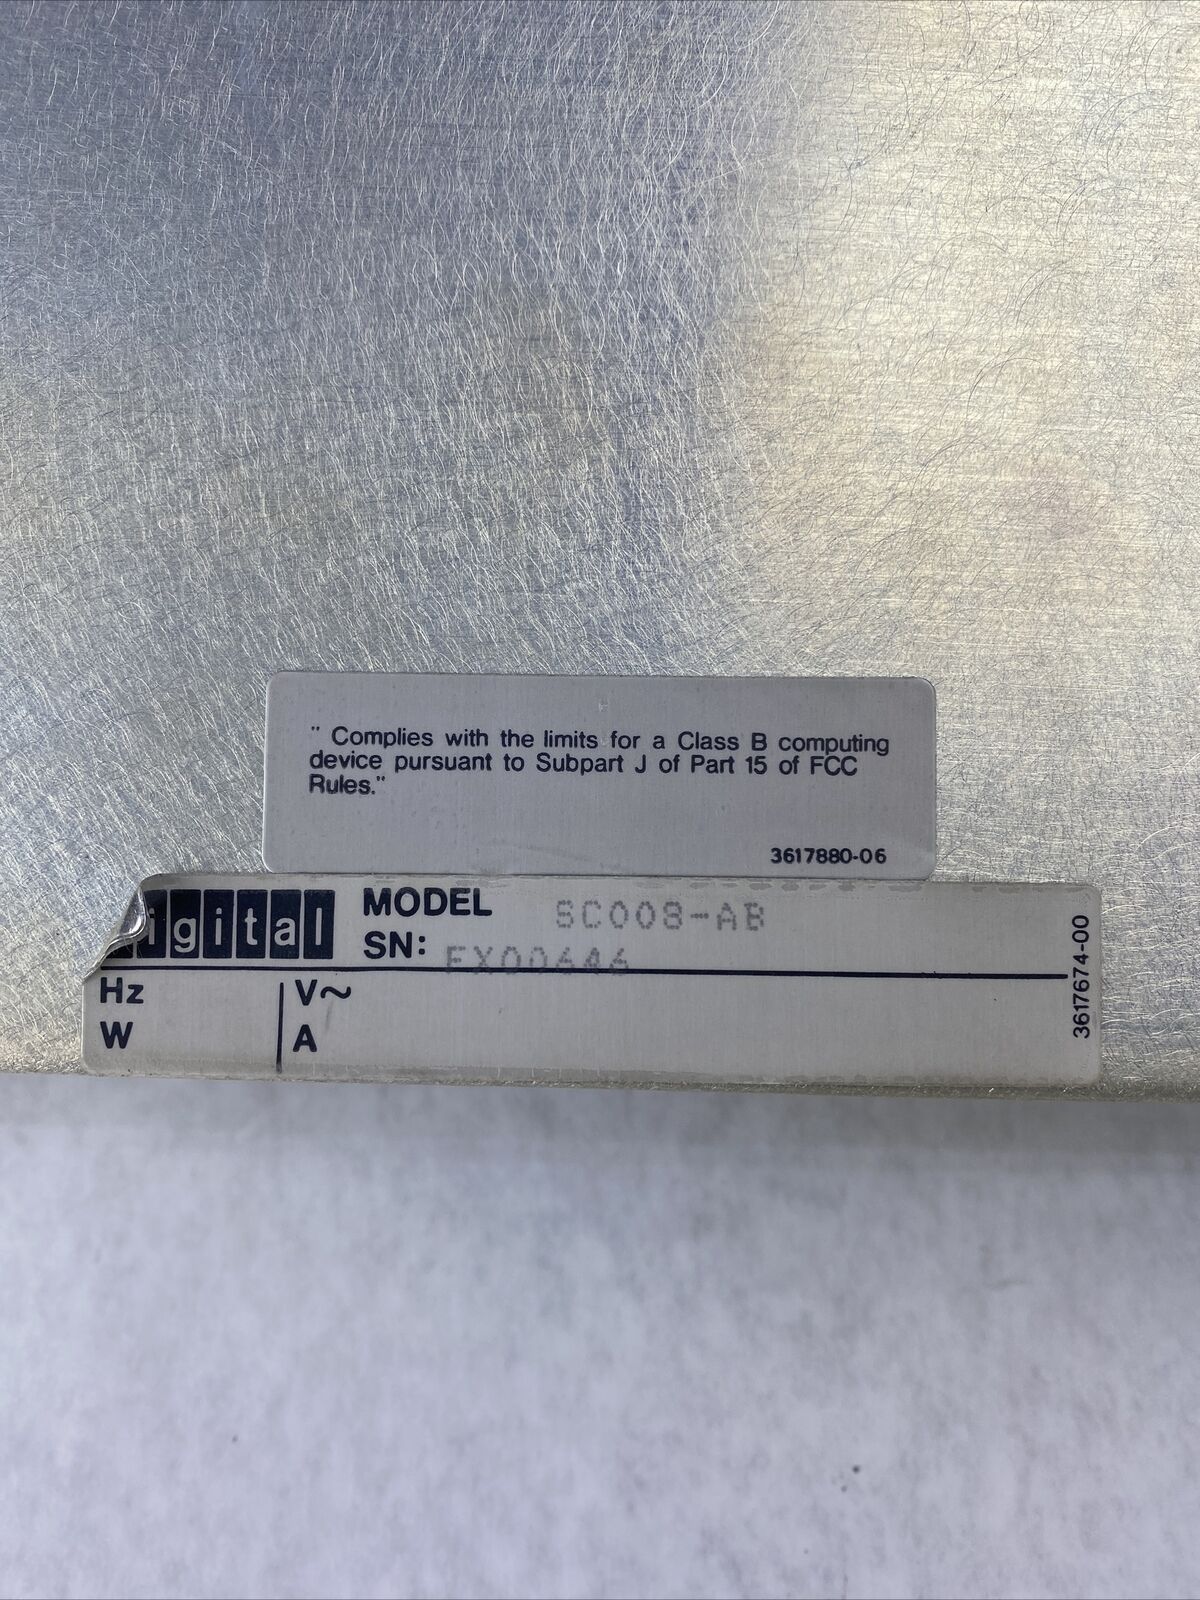 " Complies with the limits for a Class B computing
device pursuant to Subpart J of Part 15 of FCC
Rules."
3617880-06
igital
MODEL SC008-AB
SN: FX00646
Hz V~
W A
3617674-00